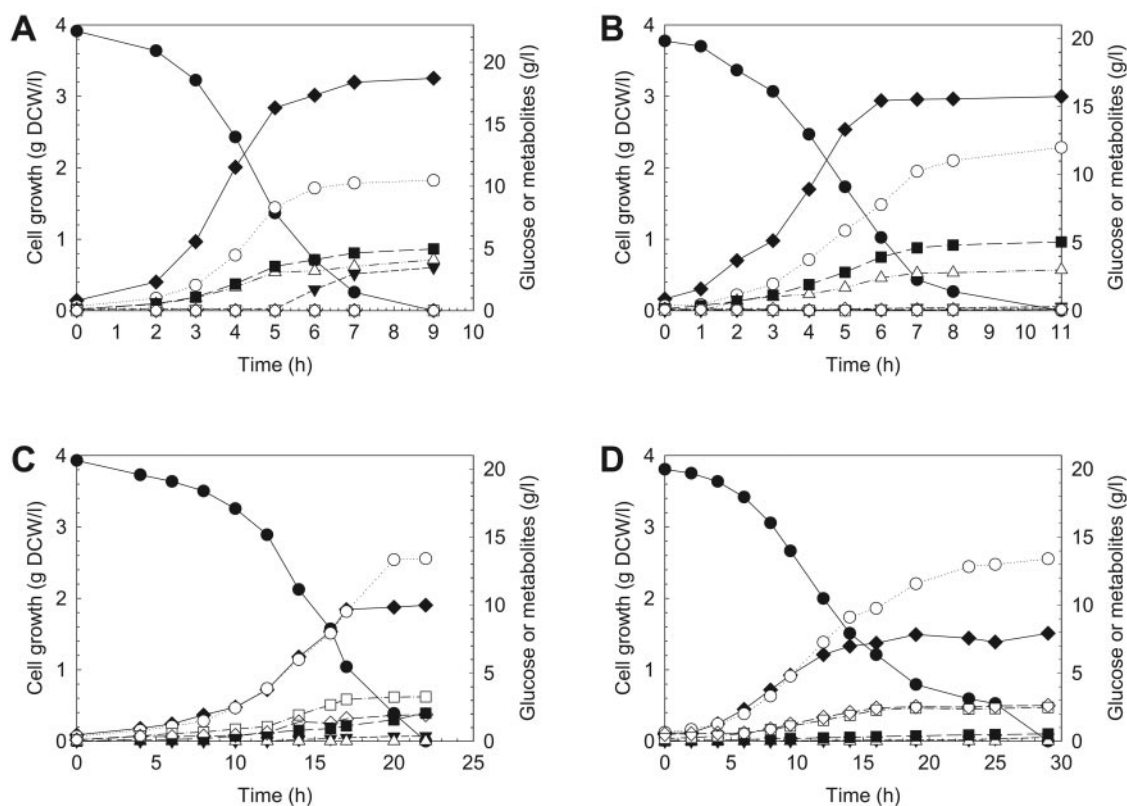 A
Cell growth (g DCW/l)
4
3
2
1
0
0 1 2 3 4 5 6 7 8 9 10
Time (h)
20
15
10
5
0
Glucose or metabolites (g/l)
B
Cell growth (g DCW/l)
4
3
2
1
0
0 1 2 3 4 5 6 7 8 9 10 11
Time (h)
20
15
10
5
0
Glucose or metabolites (g/l)
C
Cell growth (g DCW/l)
4
3
2
1
0
0 5 10 15 20 25
Time (h)
20
15
10
5
0
Glucose or metabolites (g/l)
D
Cell growth (g DCW/l)
4
3
2
1
0
0 5 10 15 20 25 30
Time (h)
20
15
10
5
0
Glucose or metabolites (g/l)